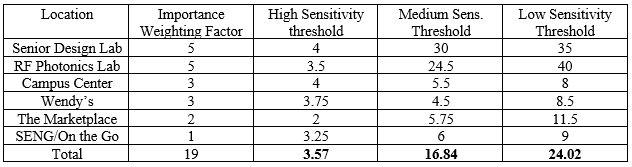 Location Importance Weighting Factor High Sensitivity threshold Medium Sens. Threshold Low Sensitivity Threshold
Senior Design Lab 5 4 30 35
RF Photonics Lab 5 3.5 24.5 40
Campus Center 3 4 5.5 8
Wendy's 3 3.75 4.5 8.5
The Marketplace 2 2 5.75 11.5
SENG/On the Go 1 3.25 6 9
Total 19 3.57 16.84 24.02